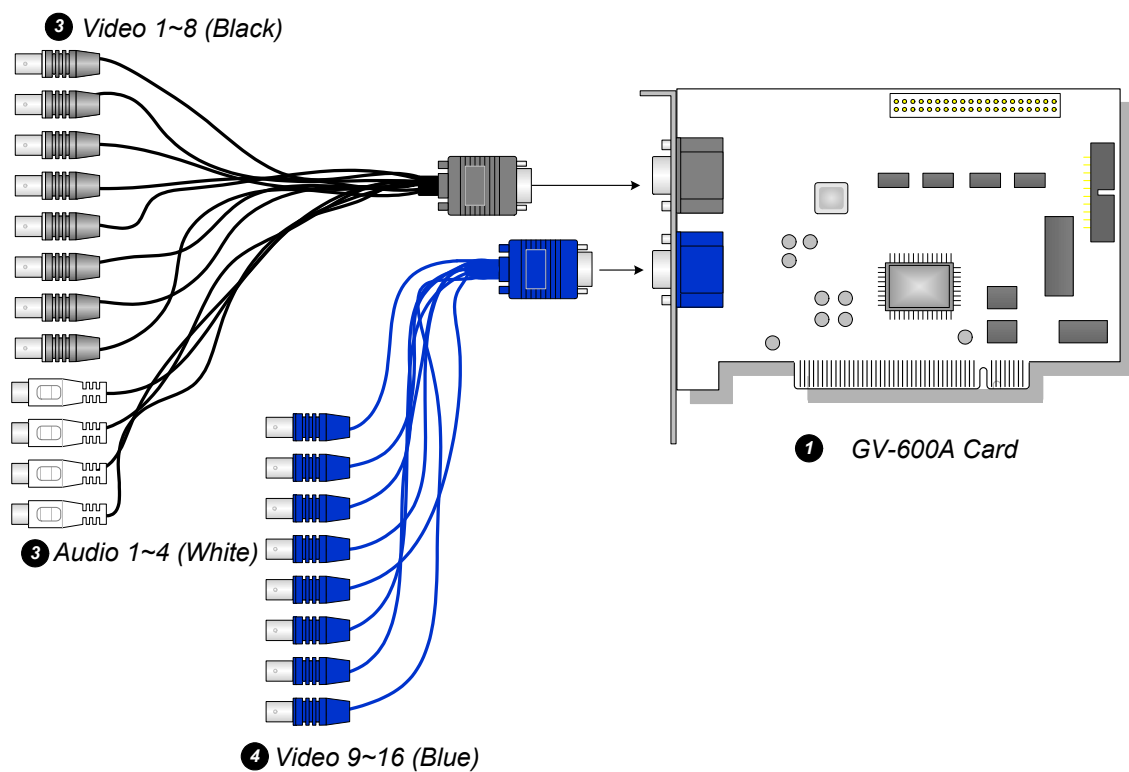 3 Video 1~8 (Black)
1 GV-600A Card
3 Audio 1~4 (White)
4 Video 9~16 (Blue)